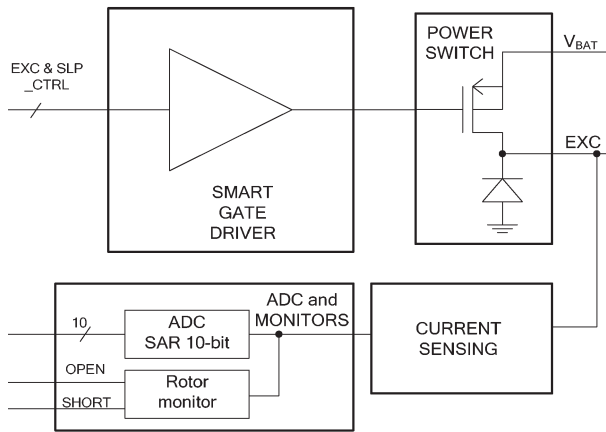 EXC & SLP
_CTRL
SMART
GATE
DRIVER
POWER
SWITCH
V_BAT
EXC
10
ADC
SAR 10-bit
ADC and
MONITORS
OPEN
SHORT
Rotor
monitor
CURRENT
SENSING